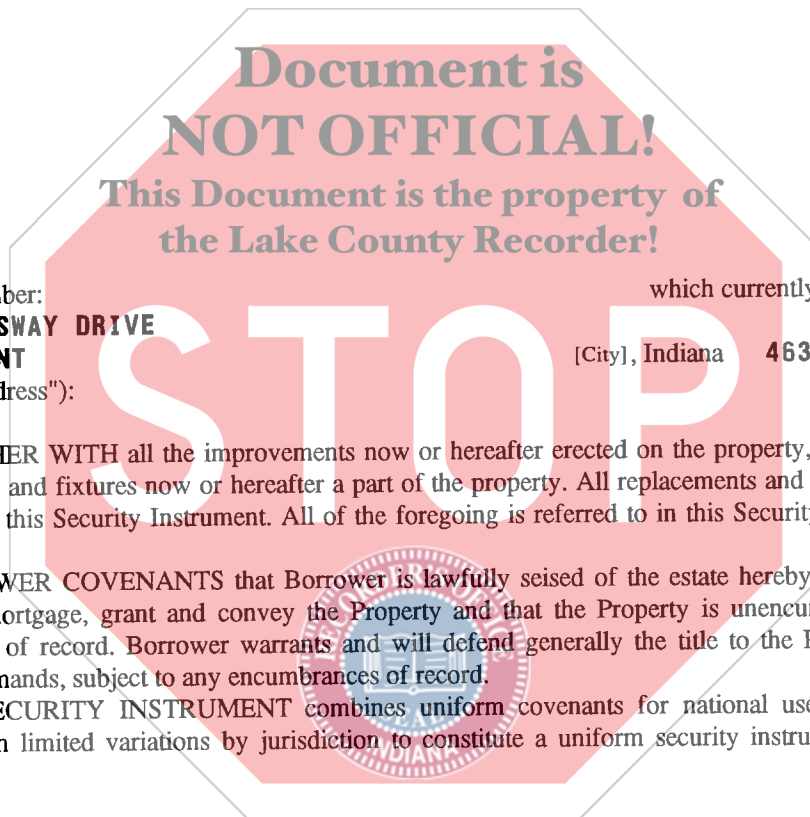 Document is
NOT OFFICIAL!
This Document is the property of
the Lake County Recorder!
ber: which currently
SWAY DRIVE
NT [City], Indiana 463
dress"):
STOP
ER WITH all the improvements now or hereafter erected on the property,
and fixtures now or hereafter a part of the property. All replacements and
this Security Instrument. All of the foregoing is referred to in this Security
WER COVENANTS that Borrower is lawfully seised of the estate hereby
ortgage, grant and convey the Property and that the Property is unencu
of record. Borrower warrants and will defend generally the title to the
mands, subject to any encumbrances of record.
ECURITY INSTRUMENT combines uniform covenants for national use
limited variations by jurisdiction to constitute a uniform security instru
SEAL
INDIANA